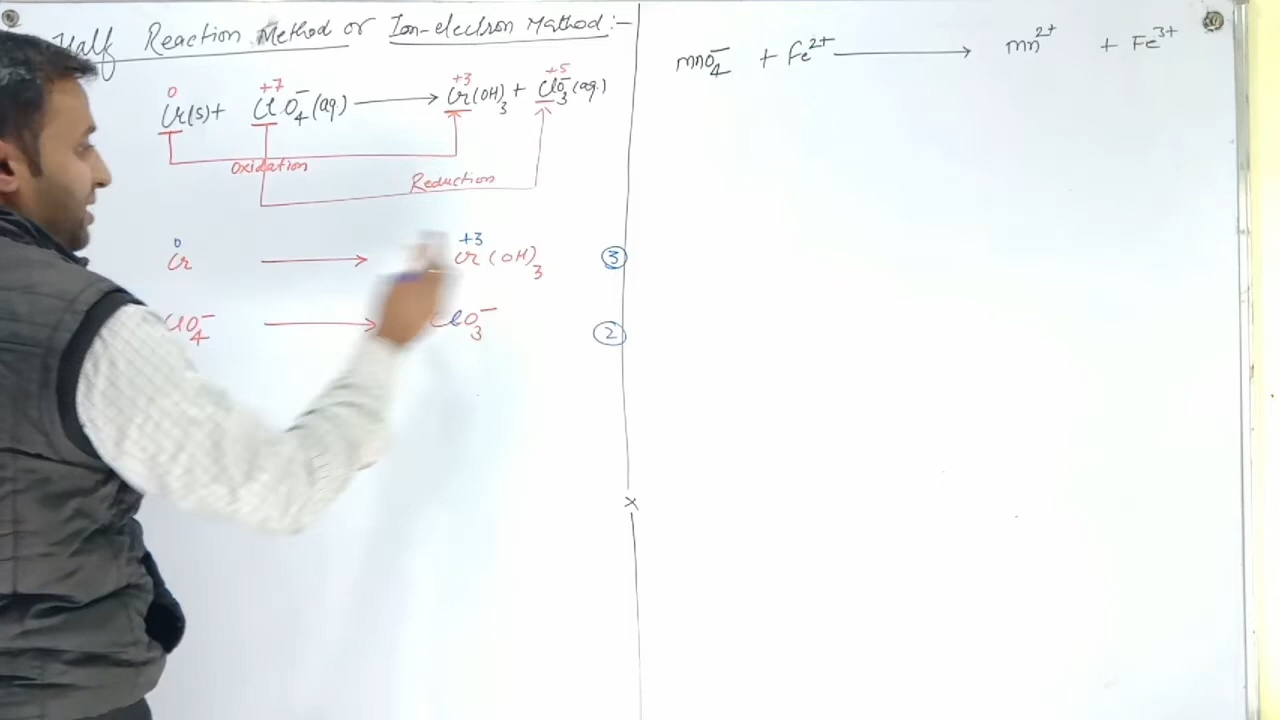 Half Reaction Method or Ion-electron Mathod:-
0 +7 +3 +5
Cr(s) + ClO₄⁻(aq) ⟶ Cr(OH)₃ + ClO₃⁻(aq.)
Oxidation
Reduction
0 +3
Cr ⟶ Cr(OH)₃ ③
ClO₄⁻ ⟶ ClO₃⁻ ②
x
mnO₄⁻ + Fe²⁺ ⟶ mn²⁺ + Fe³⁺